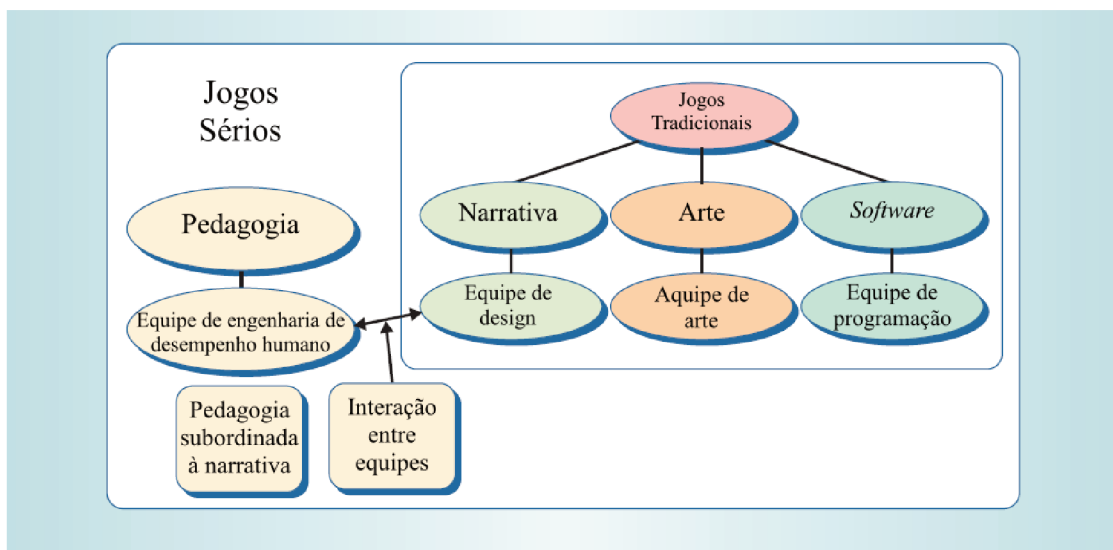 Jogos
Sérios
Jogos
Tradicionais
Pedagogia
Narrativa
Arte
Software
Equipe de engenharia de
desempenho humano
Equipe de
design
Aquipe de
arte
Equipe de
programação
Pedagogia
subordinada
à narrativa
Interação
entre
equipes